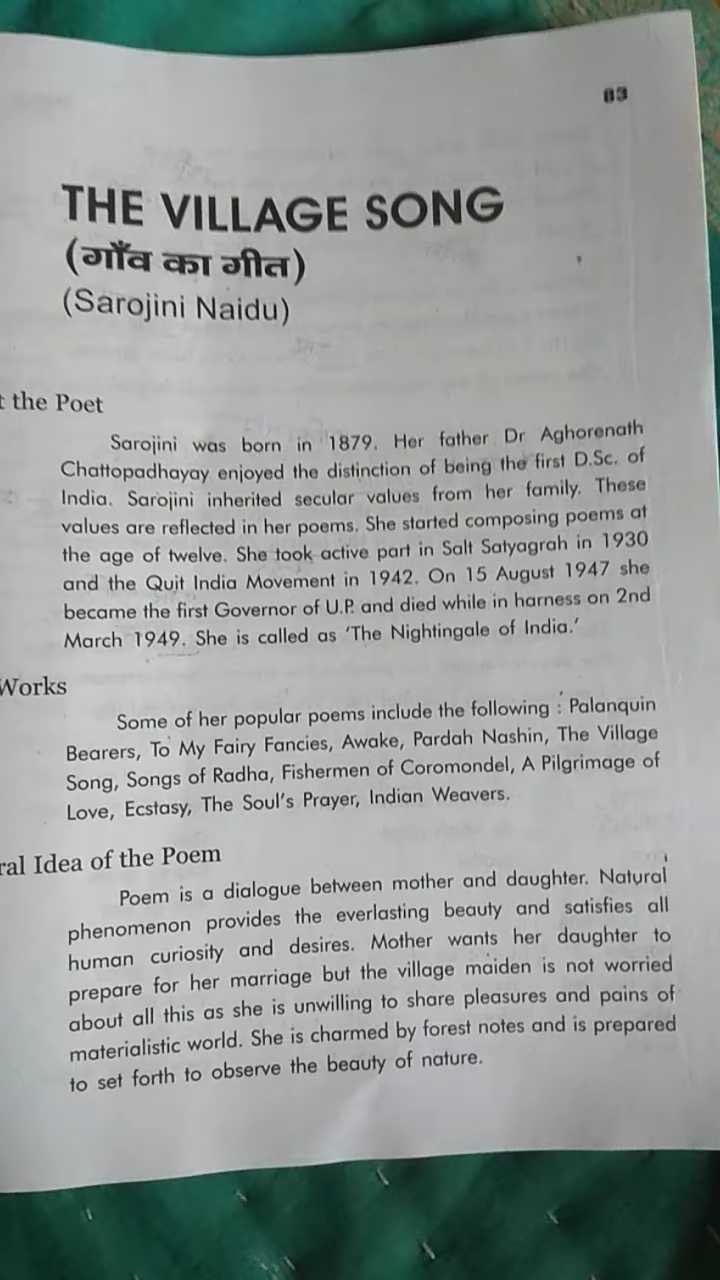 83
THE VILLAGE SONG
(गाँव का गीत)
(Sarojini Naidu)
t the Poet
Sarojini was born in 1879. Her father Dr Aghorenath
Chattopadhayay enjoyed the distinction of being the first D.Sc. of
India. Sarojini inherited secular values from her family. These
values are reflected in her poems. She started composing poems at
the age of twelve. She took active part in Salt Satyagrah in 1930
and the Quit India Movement in 1942. On 15 August 1947 she
became the first Governor of U.P. and died while in harness on 2nd
March 1949. She is called as ‘The Nightingale of India.’
Works
Some of her popular poems include the following : Palanquin
Bearers, To My Fairy Fancies, Awake, Pardah Nashin, The Village
Song, Songs of Radha, Fishermen of Coromondel, A Pilgrimage of
Love, Ecstasy, The Soul’s Prayer, Indian Weavers.
ral Idea of the Poem
Poem is a dialogue between mother and daughter. Natural
phenomenon provides the everlasting beauty and satisfies all
human curiosity and desires. Mother wants her daughter to
prepare for her marriage but the village maiden is not worried
about all this as she is unwilling to share pleasures and pains of
materialistic world. She is charmed by forest notes and is prepared
to set forth to observe the beauty of nature.